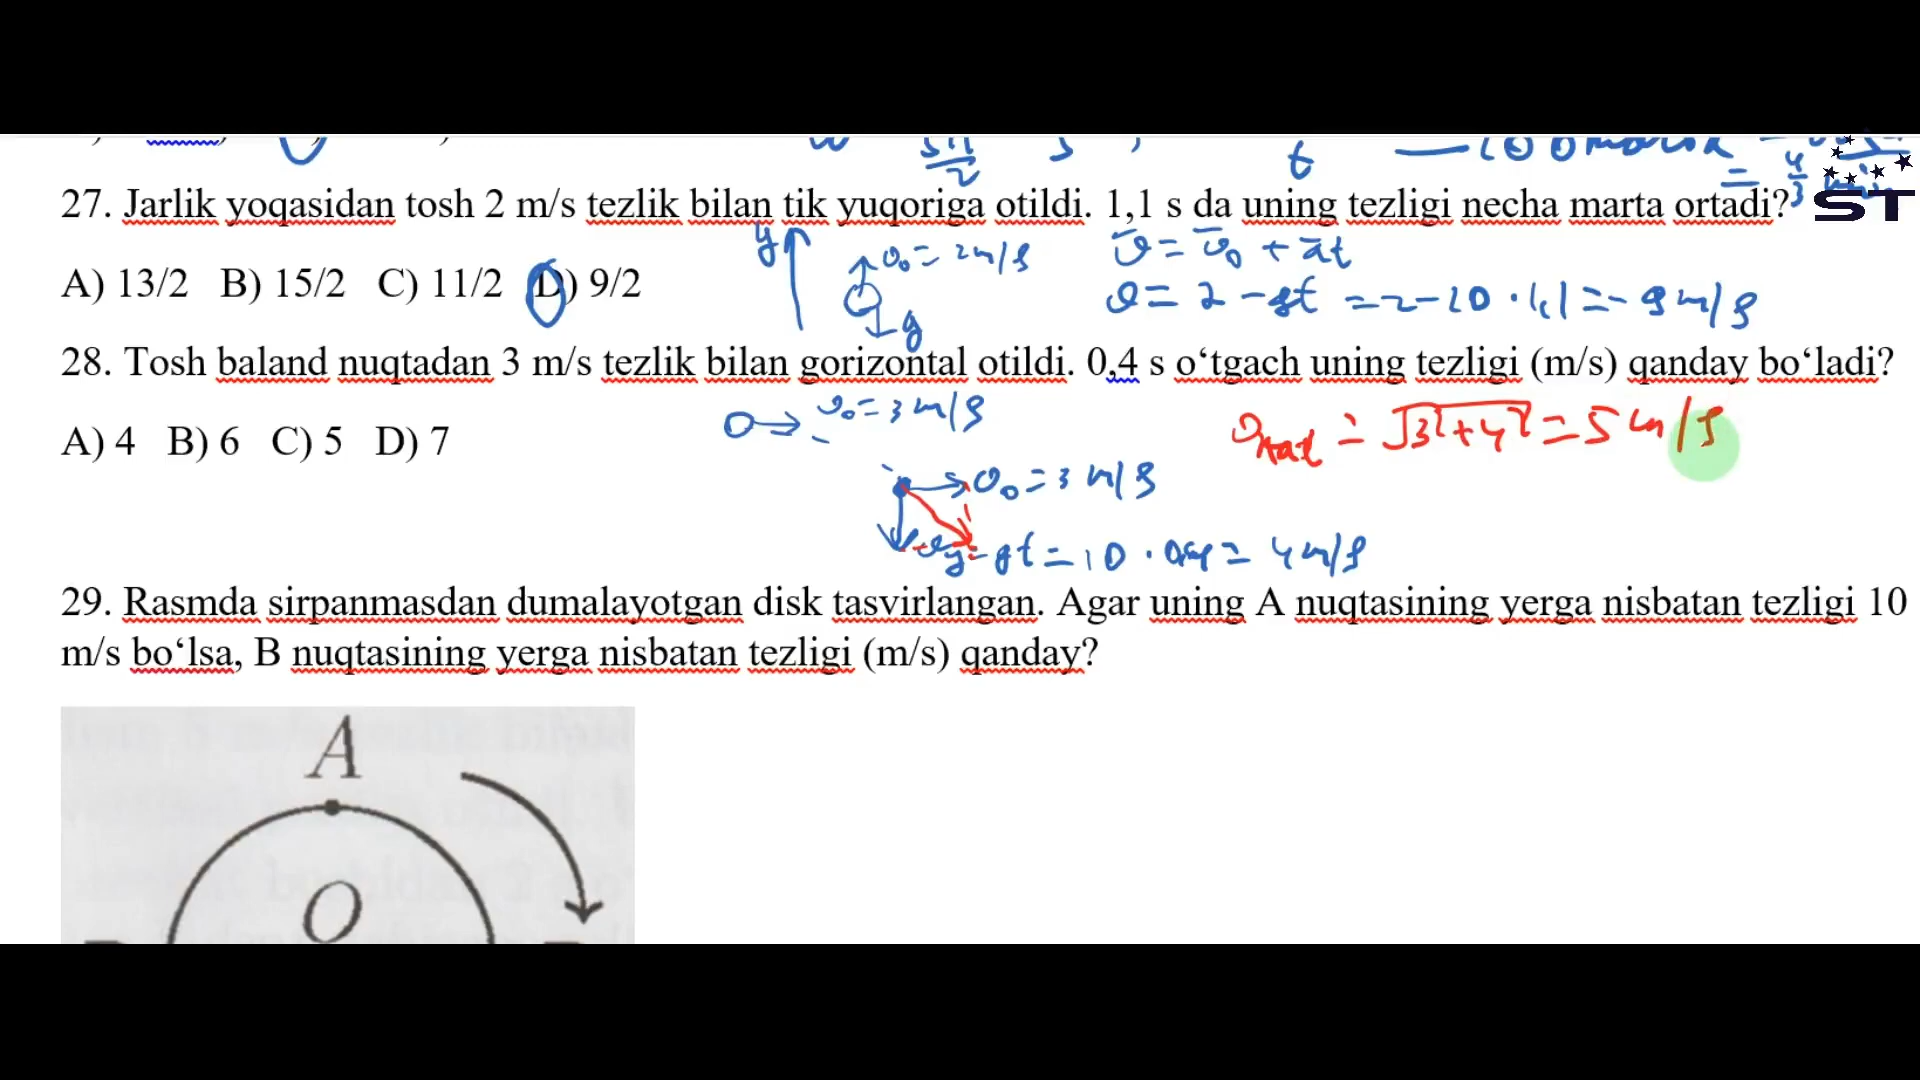 27. Jarlik yoqasidan tosh 2 m/s tezlik bilan tik yuqoriga otildi. 1,1 s da uning tezligi necha marta ortadi?
ST
y
υ₀ = 2 m/s
υ̅ = υ̅₀ + a̅t
A) 13/2 B) 15/2 C) 11/2 D) 9/2
g
υ = 2 - gt = 2 - 10 · 1,1 = - 9 m/s
28. Tosh baland nuqtadan 3 m/s tezlik bilan gorizontal otildi. 0,4 s o‘tgach uning tezligi (m/s) qanday bo‘ladi?
υ₀ = 3 m/s
A) 4 B) 6 C) 5 D) 7
υnat = √3² + 4² = 5 m/s
υ₀ = 3 m/s
υy = gt = 10 · 0,4 = 4 m/s
29. Rasmda sirpanmasdan dumalayotgan disk tasvirlangan. Agar uning A nuqtasining yerga nisbatan tezligi 10
m/s bo‘lsa, B nuqtasining yerga nisbatan tezligi (m/s) qanday?
A
O